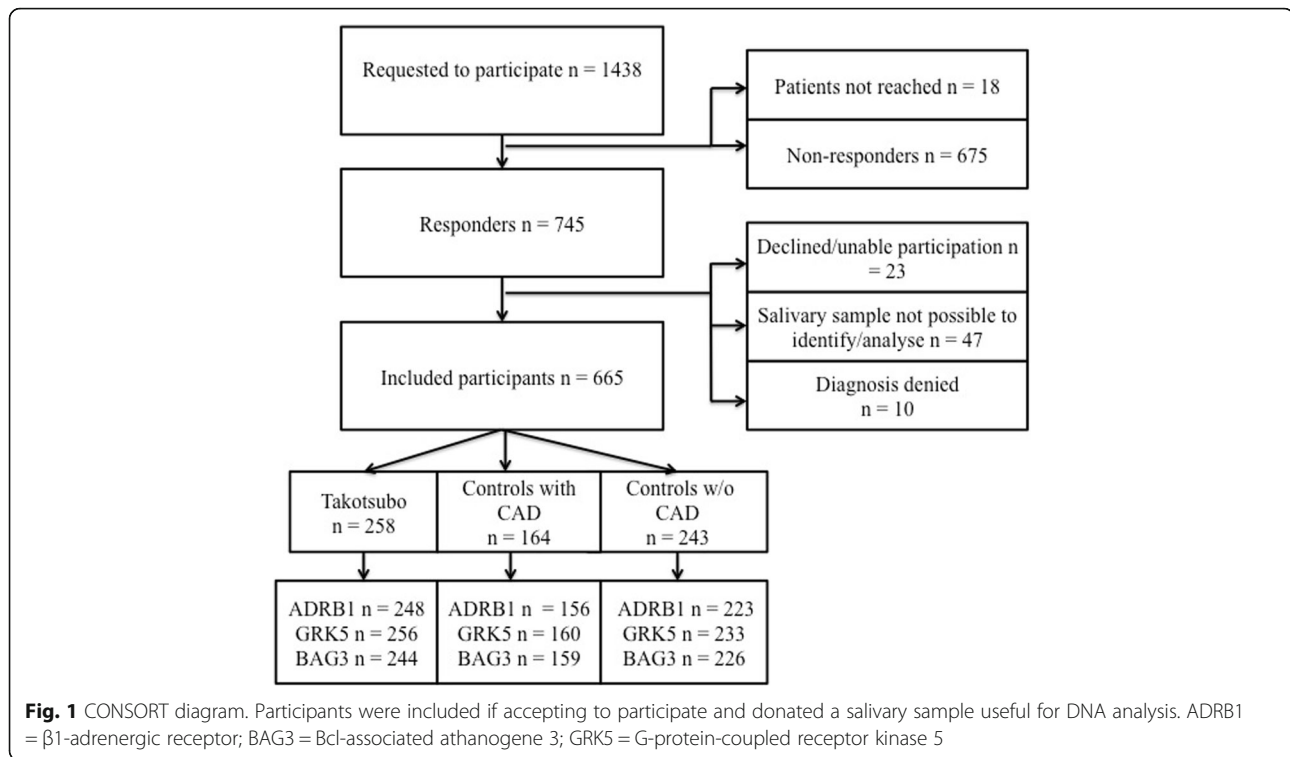 Requested to participate n = 1438
Patients not reached n = 18
Non-responders n = 675
Responders n = 745
Declined/unable participation n
= 23
Salivary sample not possible to
identify/analyse n = 47
Diagnosis denied
n = 10
Included participants n = 665
Takotsubo
n = 258
Controls with
CAD
n = 164
Controls w/o
CAD
n = 243
ADRB1 n = 248
GRK5 n = 256
BAG3 n = 244
ADRB1 n = 156
GRK5 n = 160
BAG3 n = 159
ADRB1 n = 223
GRK5 n = 233
BAG3 n = 226
Fig. 1 CONSORT diagram. Participants were included if accepting to participate and donated a salivary sample useful for DNA analysis. ADRB1
= β1-adrenergic receptor; BAG3 = Bcl-associated athanogene 3; GRK5 = G-protein-coupled receptor kinase 5